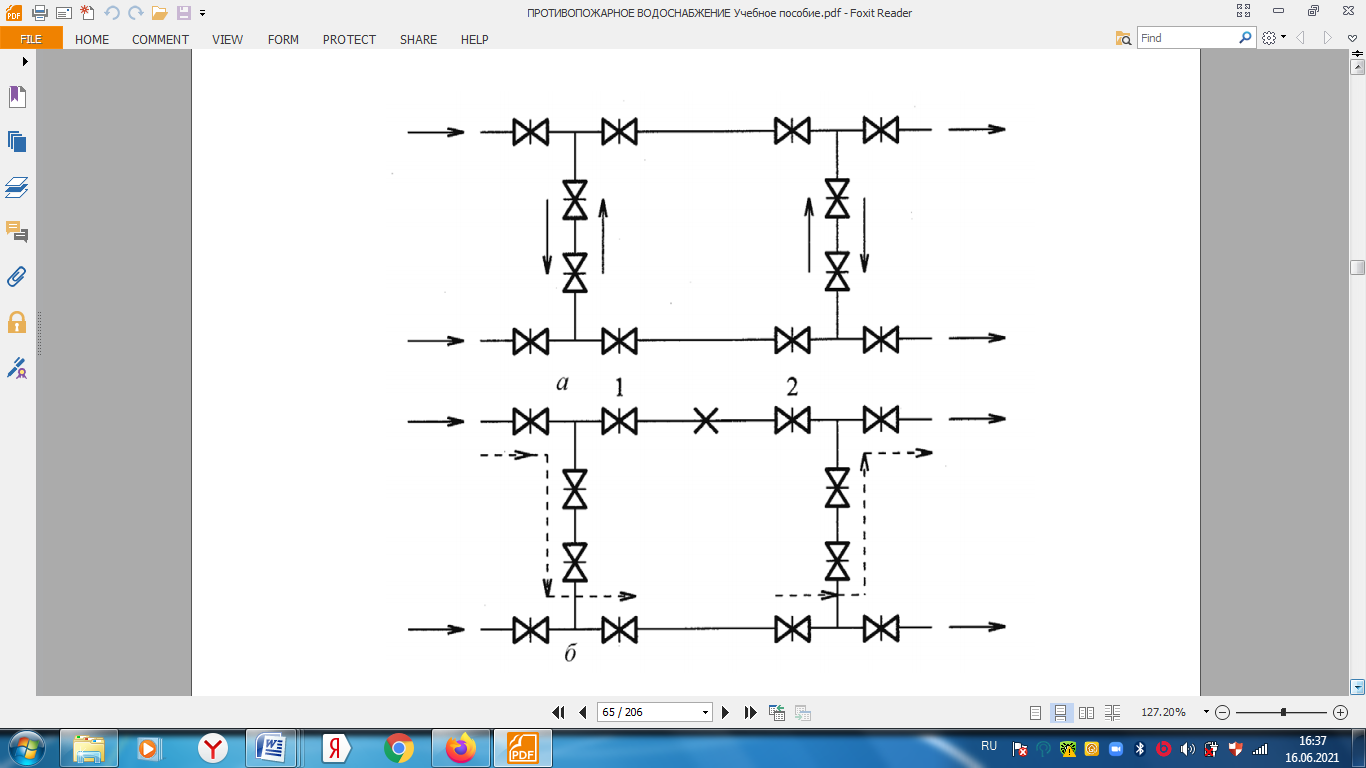 ПРОТИВОПОЖАРНОЕ ВОДОСНАБЖЕНИЕ Учебное пособие.pdf - Foxit Reader
FILE HOME COMMENT VIEW FORM PROTECT SHARE HELP
Find
а 1 2
б
65 / 206
127.20%
RU
16:37
16.06.2021